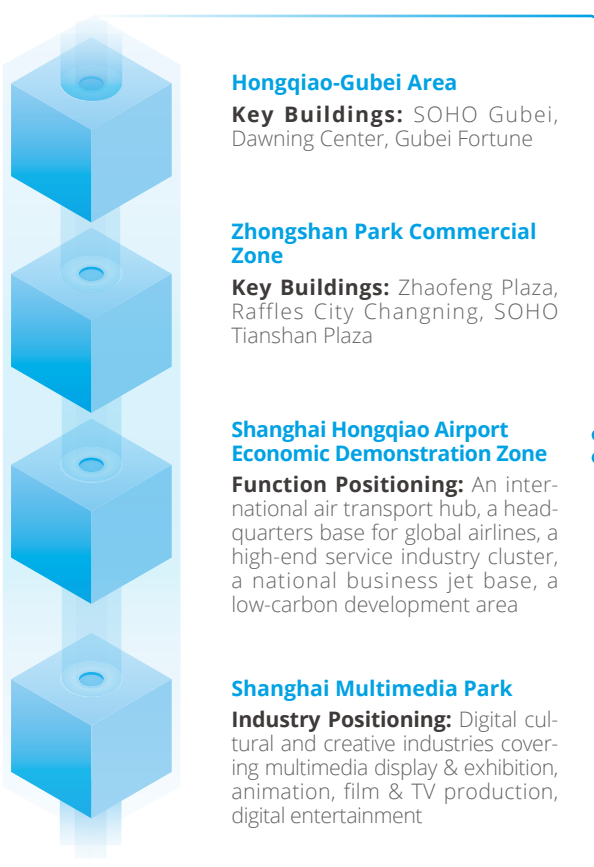 Hongqiao-Gubei Area
Key Buildings: SOHO Gubei,
Dawning Center, Gubei Fortune
Zhongshan Park Commercial
Zone
Key Buildings: Zhaofeng Plaza,
Raffles City Changning, SOHO
Tianshan Plaza
Shanghai Hongqiao Airport
Economic Demonstration Zone
Function Positioning: An inter-
national air transport hub, a head-
quarters base for global airlines, a
high-end service industry cluster,
a national business jet base, a
low-carbon development area
Shanghai Multimedia Park
Industry Positioning: Digital cul-
tural and creative industries cover-
ing multimedia display & exhibition,
animation, film & TV production,
digital entertainment